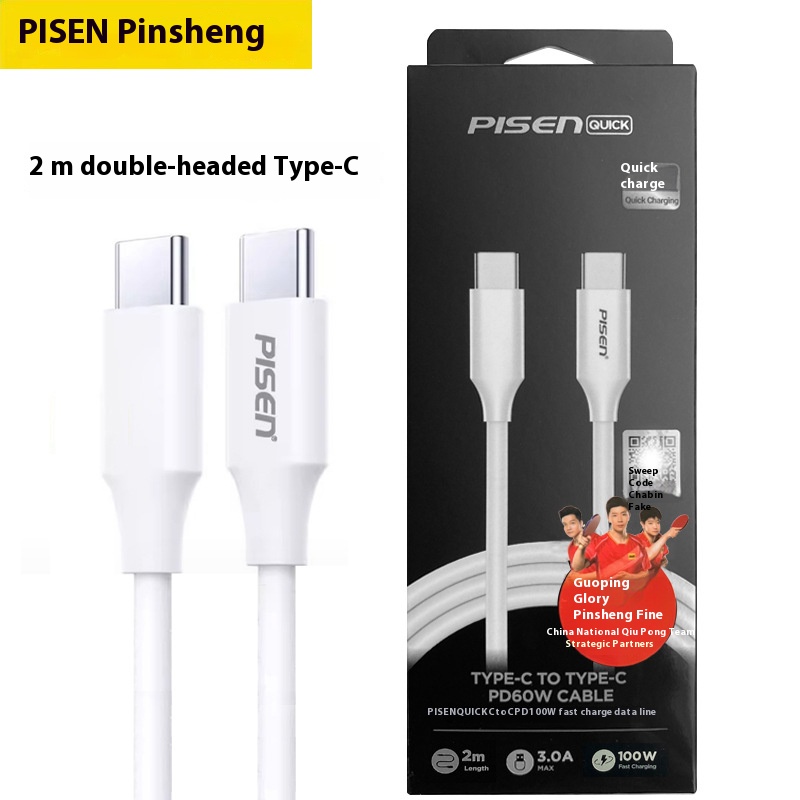 PISEN Pinsheng
2 m double-headed Type-C
PISEN
PISEN QUICK
Quick
charge
Quick Charging
PISEN
Sweep
Code
Chabin
Fake
Guoping
Glory
Pinsheng Fine
China National Qiu Pong Team
Strategic Partners
TYPE-C TO TYPE-C
PD60W CABLE
PISENQUICK CtoCPD100W fast charge data line
2m
Length
3.0A
MAX
100W
Fast Charging